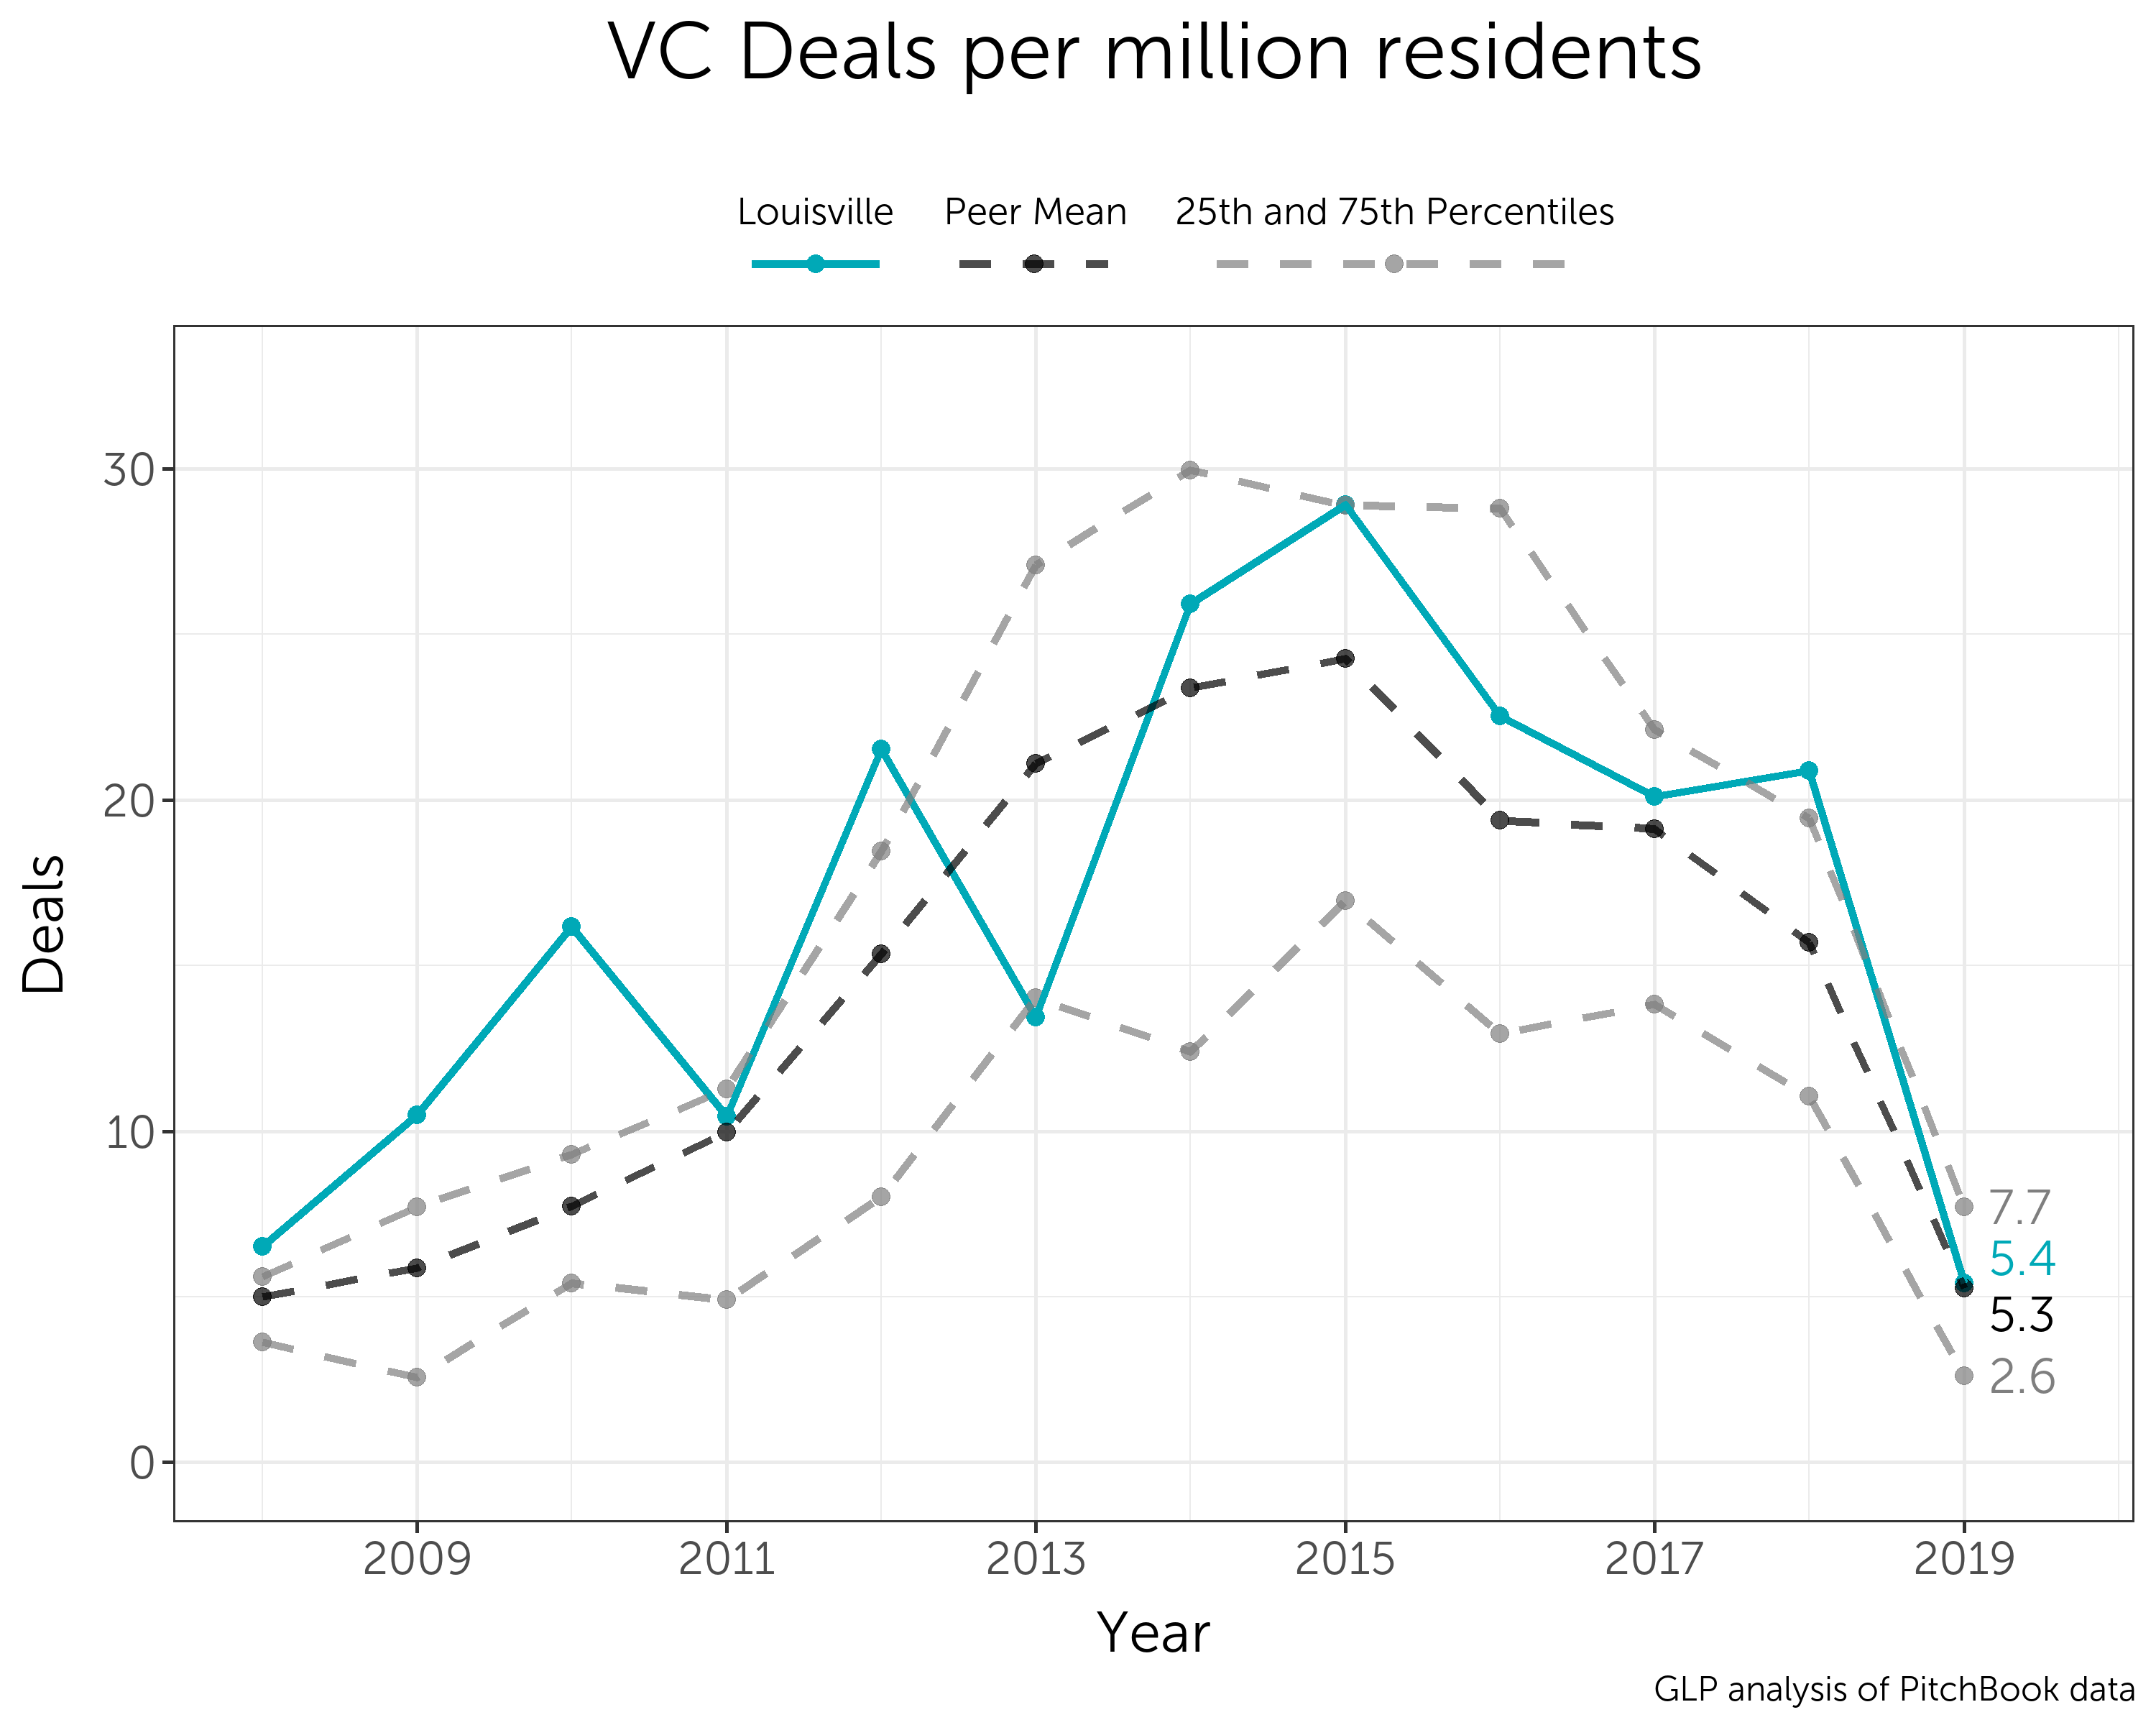 VC Deals per million residents
Louisville Peer Mean 25th and 75th Percentiles
30
20
10
0
Deals
7.7
5.4
5.3
2.6
2009 2011 2013 2015 2017 2019
Year
GLP analysis of PitchBook data